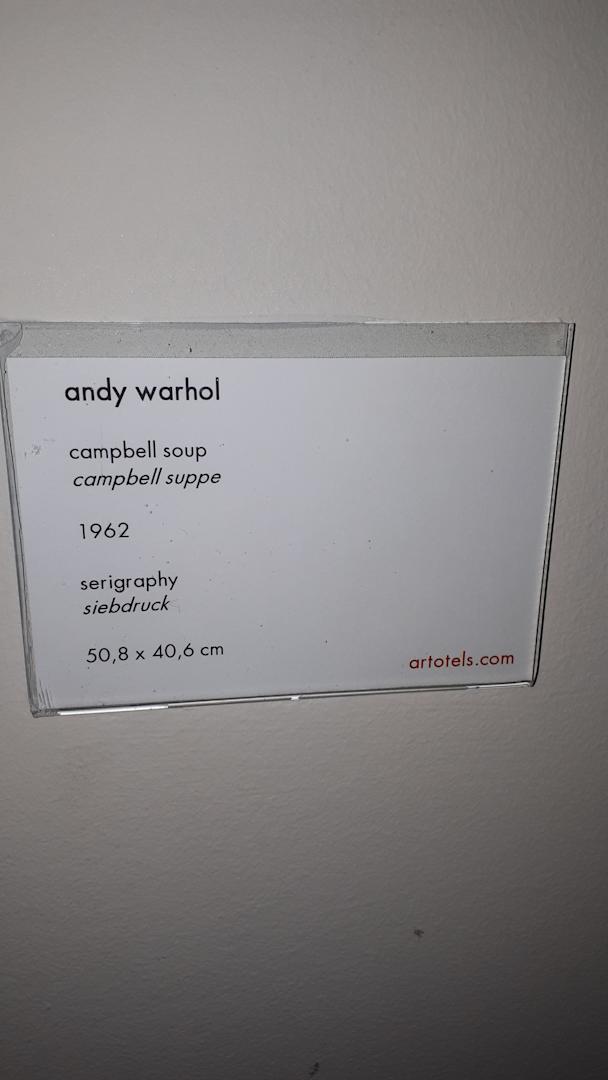 andy warhol
campbell soup
campbell suppe
1962
serigraphy
siebdruck
50,8 x 40,6 cm
artotels.com